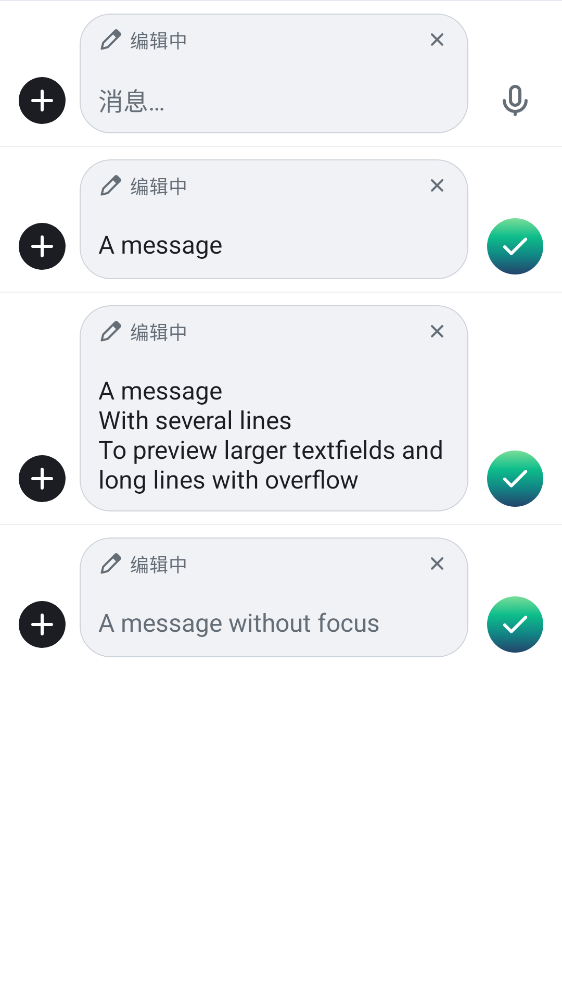 编辑中
消息…
编辑中
A message
编辑中
A message
With several lines
To preview larger textfields and
long lines with overflow
编辑中
A message without focus